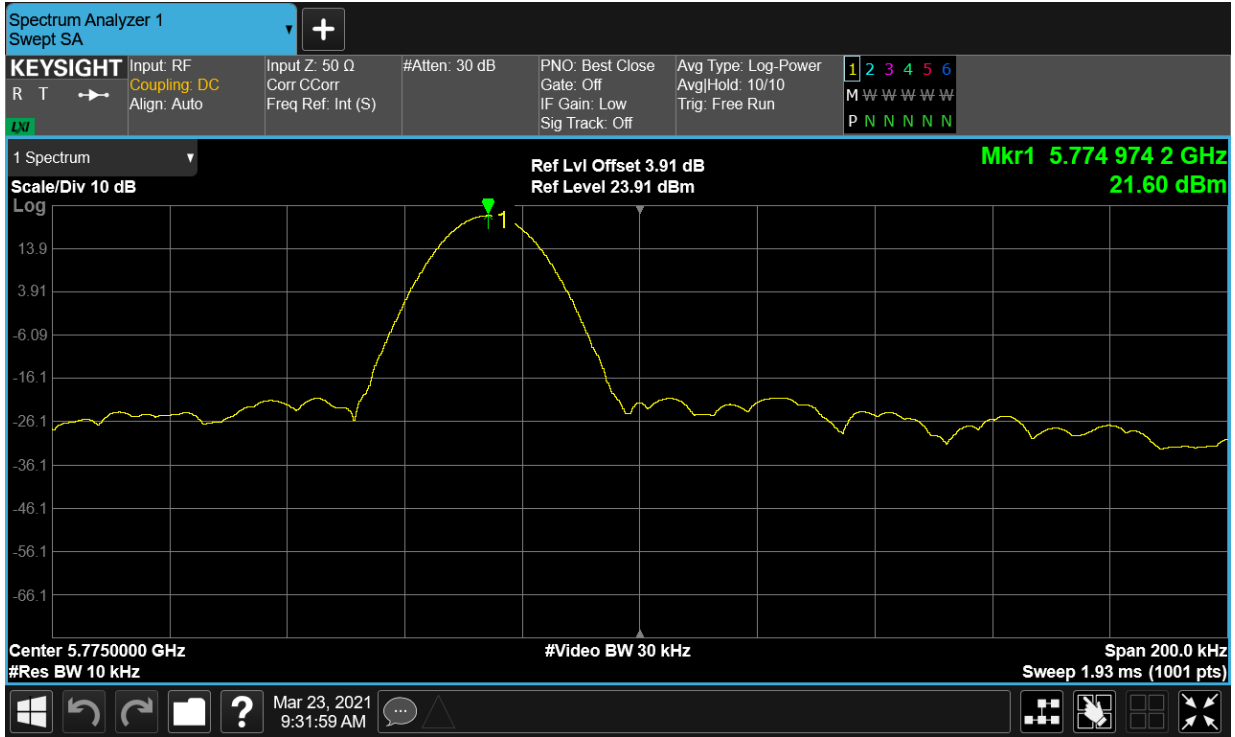 Spectrum Analyzer 1
Swept SA
+
KEYSIGHT
R T
LXI
Input: RF
Coupling: DC
Align: Auto
Input Z: 50 Ω
Corr CCorr
Freq Ref: Int (S)
#Atten: 30 dB
PNO: Best Close
Gate: Off
IF Gain: Low
Sig Track: Off
Avg Type: Log-Power
Avg|Hold: 10/10
Trig: Free Run
1 2 3 4 5 6
M W W W W W
P N N N N N
1 Spectrum
Scale/Div 10 dB
Ref Lvl Offset 3.91 dB
Ref Level 23.91 dBm
Mkr1 5.774 974 2 GHz
21.60 dBm
Log
1
13.9
3.91
-6.09
-16.1
-26.1
-36.1
-46.1
-56.1
-66.1
Center 5.7750000 GHz
#Res BW 10 kHz
#Video BW 30 kHz
Span 200.0 kHz
Sweep 1.93 ms (1001 pts)
?
Mar 23, 2021
9:31:59 AM